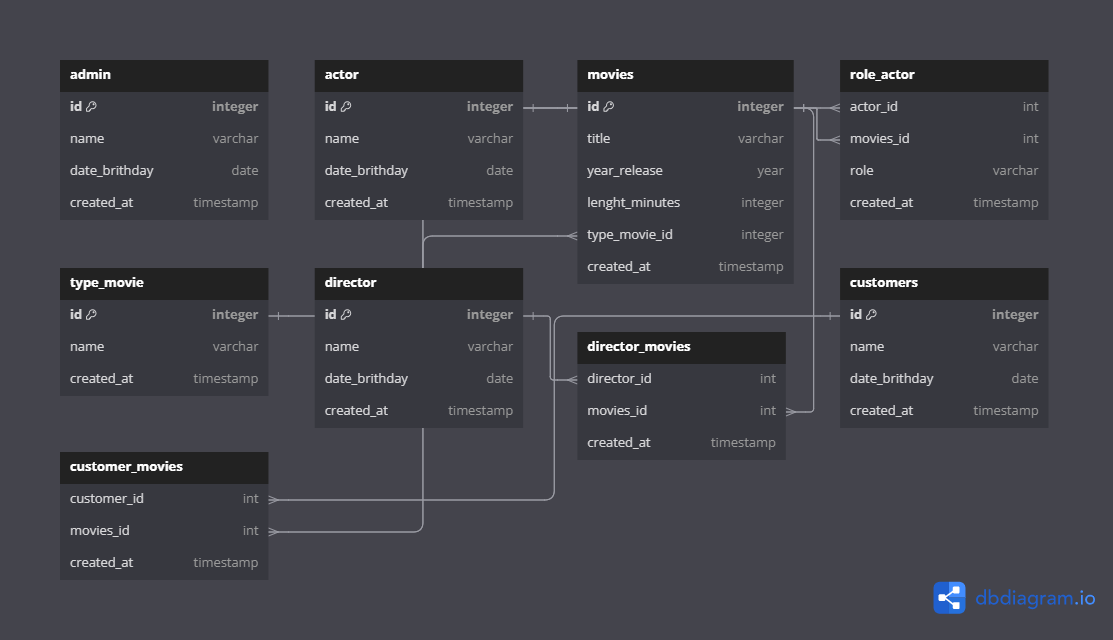 admin
id integer
name varchar
date_brithday date
created_at timestamp
actor
id integer
name varchar
date_brithday date
created_at timestamp
movies
id integer
title varchar
year_release year
lenght_minutes integer
type_movie_id integer
created_at timestamp
role_actor
actor_id int
movies_id int
role varchar
created_at timestamp
type_movie
id integer
name varchar
created_at timestamp
director
id integer
name varchar
date_brithday date
created_at timestamp
director_movies
director_id int
movies_id int
created_at timestamp
customers
id integer
name varchar
date_brithday date
created_at timestamp
customer_movies
customer_id int
movies_id int
created_at timestamp
dbdiagram.io